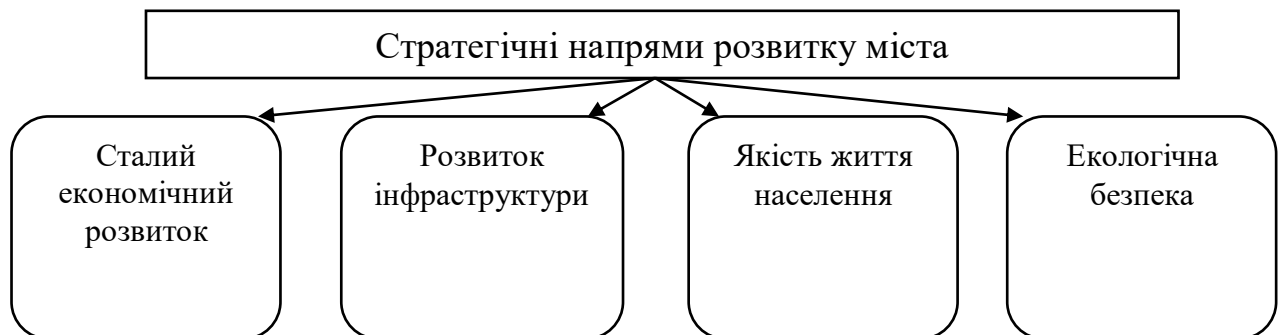 Стратегічні напрями розвитку міста
Сталий
економічний
розвиток
Розвиток
інфраструктури
Якість життя
населення
Екологічна
безпека